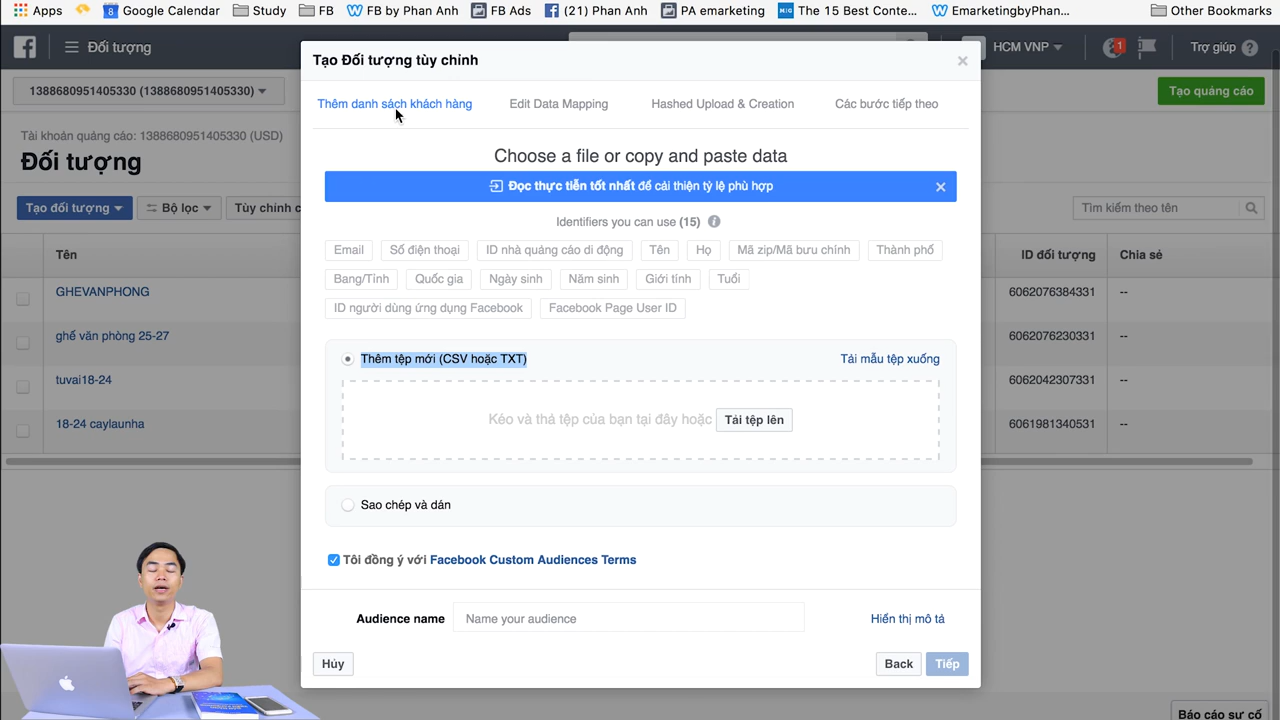 Apps
8 Google Calendar
Study
FB
FB by Phan Anh
FB Ads
(21) Phan Anh
PA emarketing
The 15 Best Conte...
EmarketingbyPhan...
Other Bookmarks
Đối tượng
HCM VNP
1
Trợ giúp
1388680951405330 (1388680951405330)
Tạo quảng cáo
Tài khoản quảng cáo: 1388680951405330 (USD)
Đối tượng
Tạo đối tượng
Bộ lọc
Tùy chỉnh c
Tìm kiếm theo tên
Tên
ID đối tượng
Chia sẻ
GHEVANPHONG
6062076384331
--
ghế văn phòng 25-27
6062076230331
--
tuvai18-24
6062042307331
--
18-24 caylaunha
6061981340531
--
Tạo Đối tượng tùy chỉnh
Thêm danh sách khách hàng
Edit Data Mapping
Hashed Upload & Creation
Các bước tiếp theo
Choose a file or copy and paste data
Đọc thực tiễn tốt nhất để cải thiện tỷ lệ phù hợp
Identifiers you can use (15)
Email
Số điện thoại
ID nhà quảng cáo di động
Tên
Họ
Mã zip/Mã bưu chính
Thành phố
Bang/Tỉnh
Quốc gia
Ngày sinh
Năm sinh
Giới tính
Tuổi
ID người dùng ứng dụng Facebook
Facebook Page User ID
Thêm tệp mới (CSV hoặc TXT)
Tải mẫu tệp xuống
Kéo và thả tệp của bạn tại đây hoặc
Tải tệp lên
Sao chép và dán
Tôi đồng ý với Facebook Custom Audiences Terms
Audience name
Name your audience
Hiển thị mô tả
Hủy
Back
Tiếp
Báo cáo sự cố